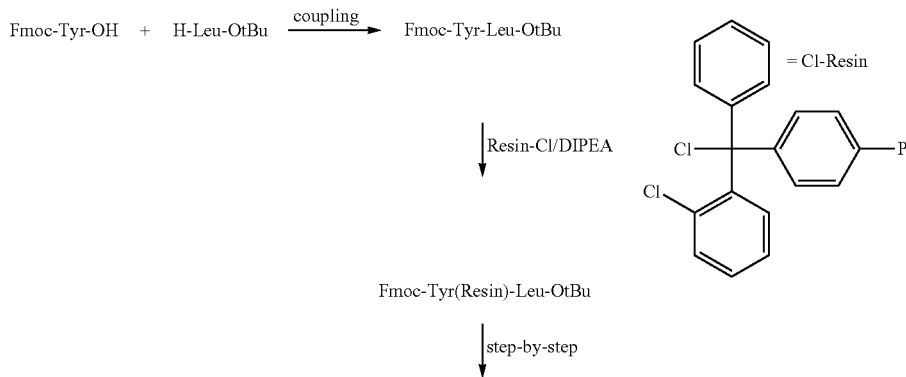 Fmoc-Tyr-OH + H-Leu-OtBu coupling Fmoc-Tyr-Leu-OtBu
= Cl-Resin
Resin-Cl/DIPEA
Cl
P
Cl
Fmoc-Tyr(Resin)-Leu-OtBu
step-by-step